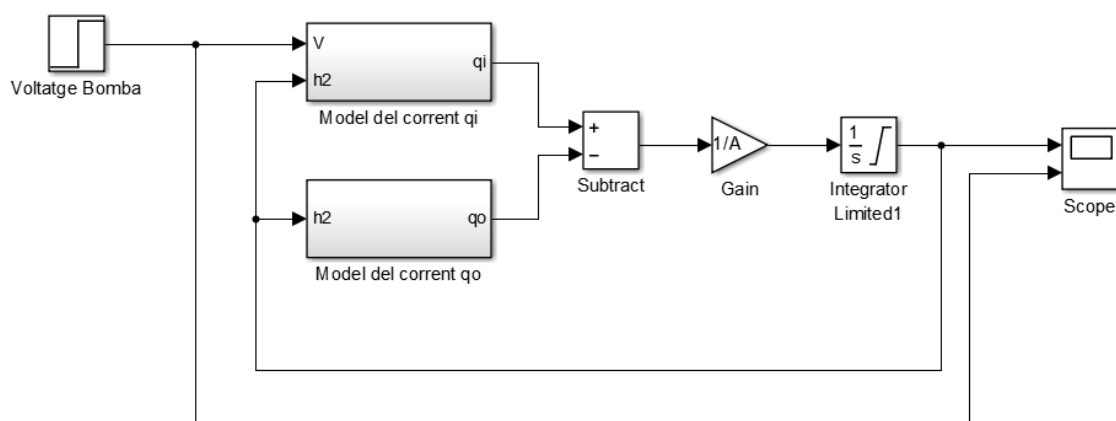 Voltatge Bomba
V
h2
qi
Model del corrent qi
h2
qo
Model del corrent qo
+
−
Subtract
1/A
Gain
1
s
Integrator
Limited1
Scope